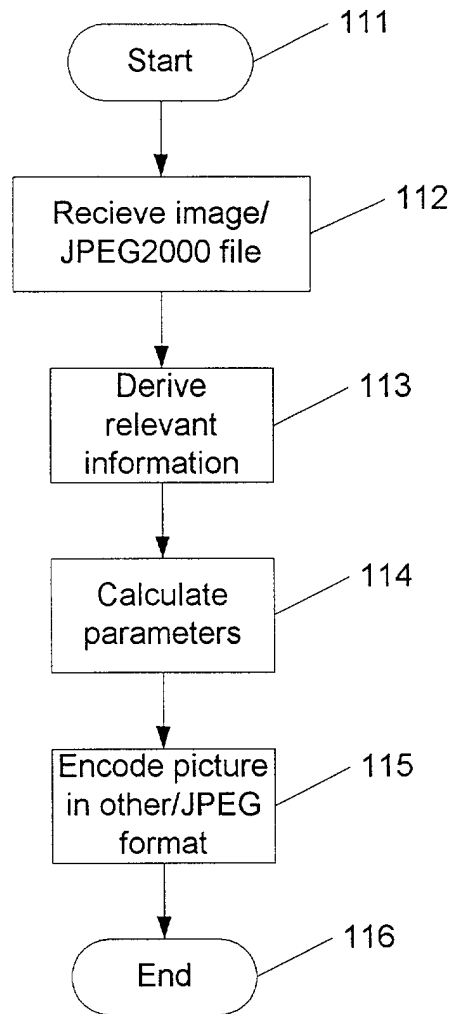 Start
111
Recieve image/
JPEG2000 file
112
Derive
relevant
information
113
Calculate
parameters
114
Encode picture
in other/JPEG
format
115
End
116